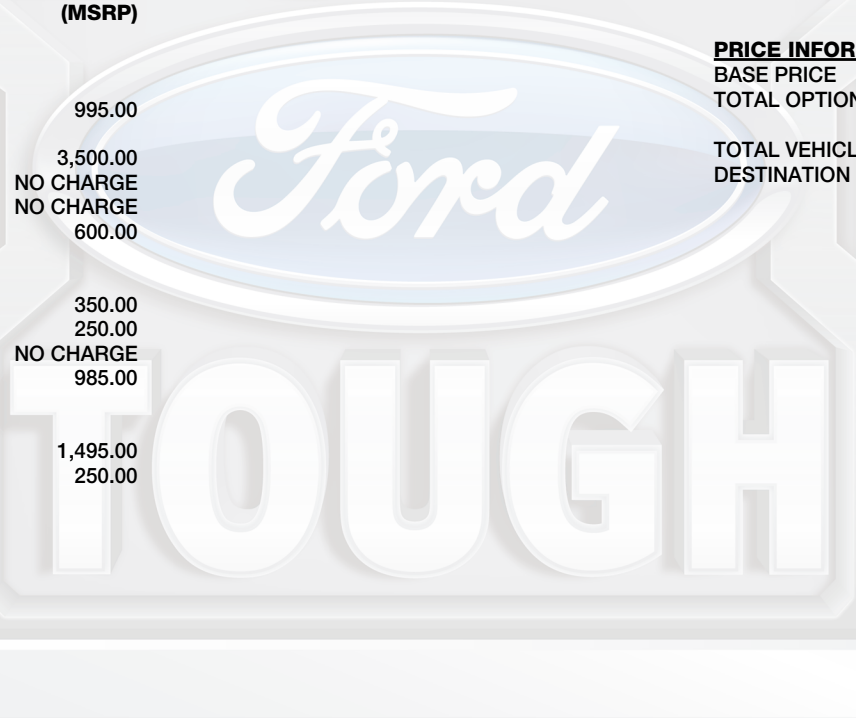 (MSRP)
995.00
3,500.00
NO CHARGE
NO CHARGE
600.00
350.00
250.00
NO CHARGE
985.00
1,495.00
250.00
PRICE INFOR
BASE PRICE
TOTAL OPTION
TOTAL VEHICL
DESTINATION
Ford
TOUGH